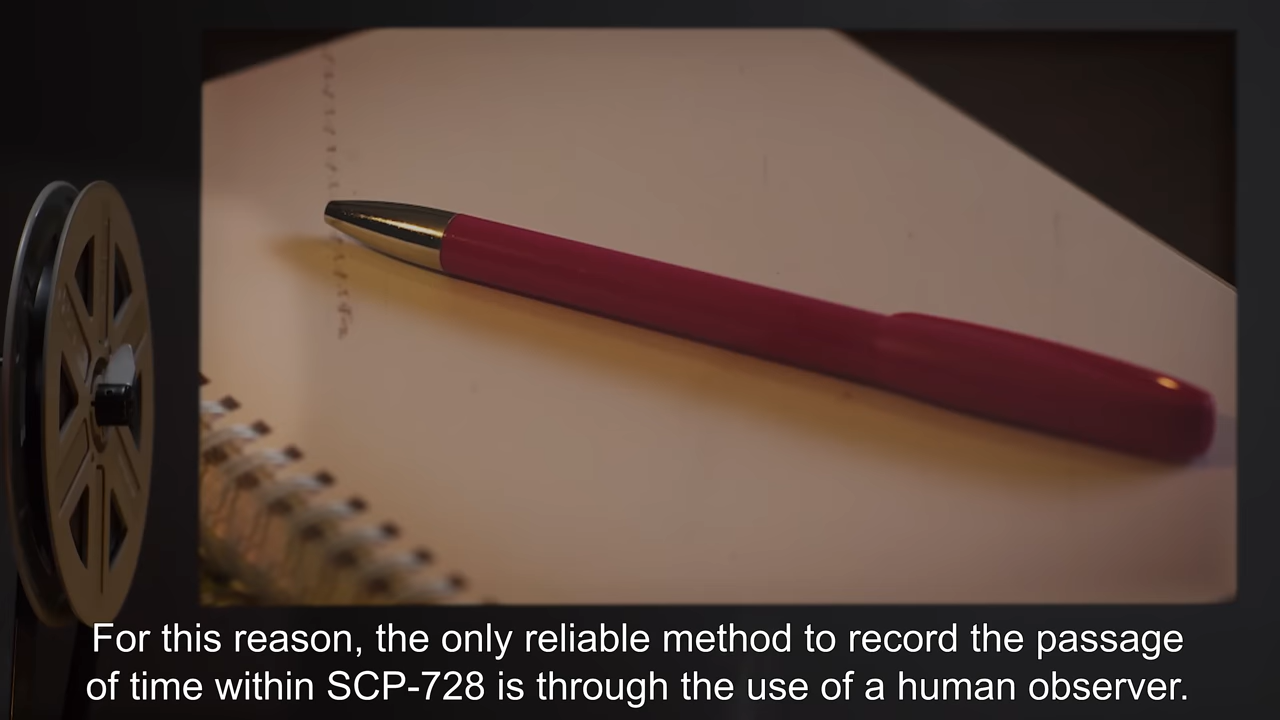 For this reason, the only reliable method to record the passage
of time within SCP-728 is through the use of a human observer.